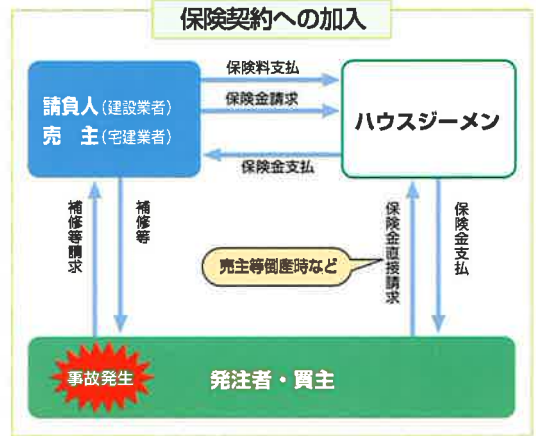 保険契約への加入
保険料支払
請負人(建設業者)
売 主(宅建業者)
保険金請求
ハウスジーメン
保険金支払
補修等請求
補修等
売主等倒産時など
保険金直接請求
保険金支払
事故発生
発注者・買主